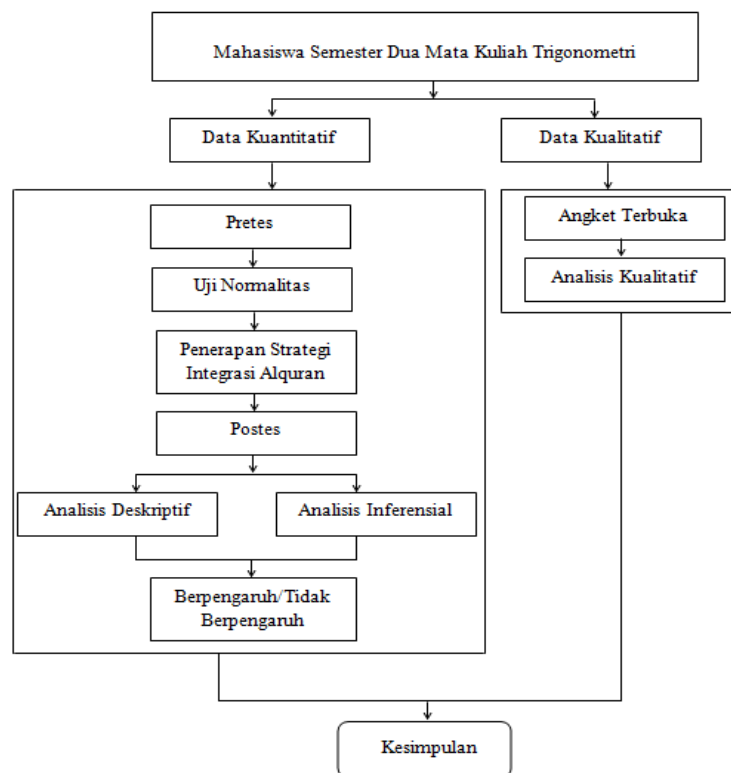 Mahasiswa Semester Dua Mata Kuliah Trigonometri
Data Kuantitatif
Data Kualitatif
Pretes
Uji Normalitas
Penerapan Strategi
Integrasi Alquran
Postes
Analisis Deskriptif
Analisis Inferensial
Berpengaruh/Tidak
Berpengaruh
Angket Terbuka
Analisis Kualitatif
Kesimpulan